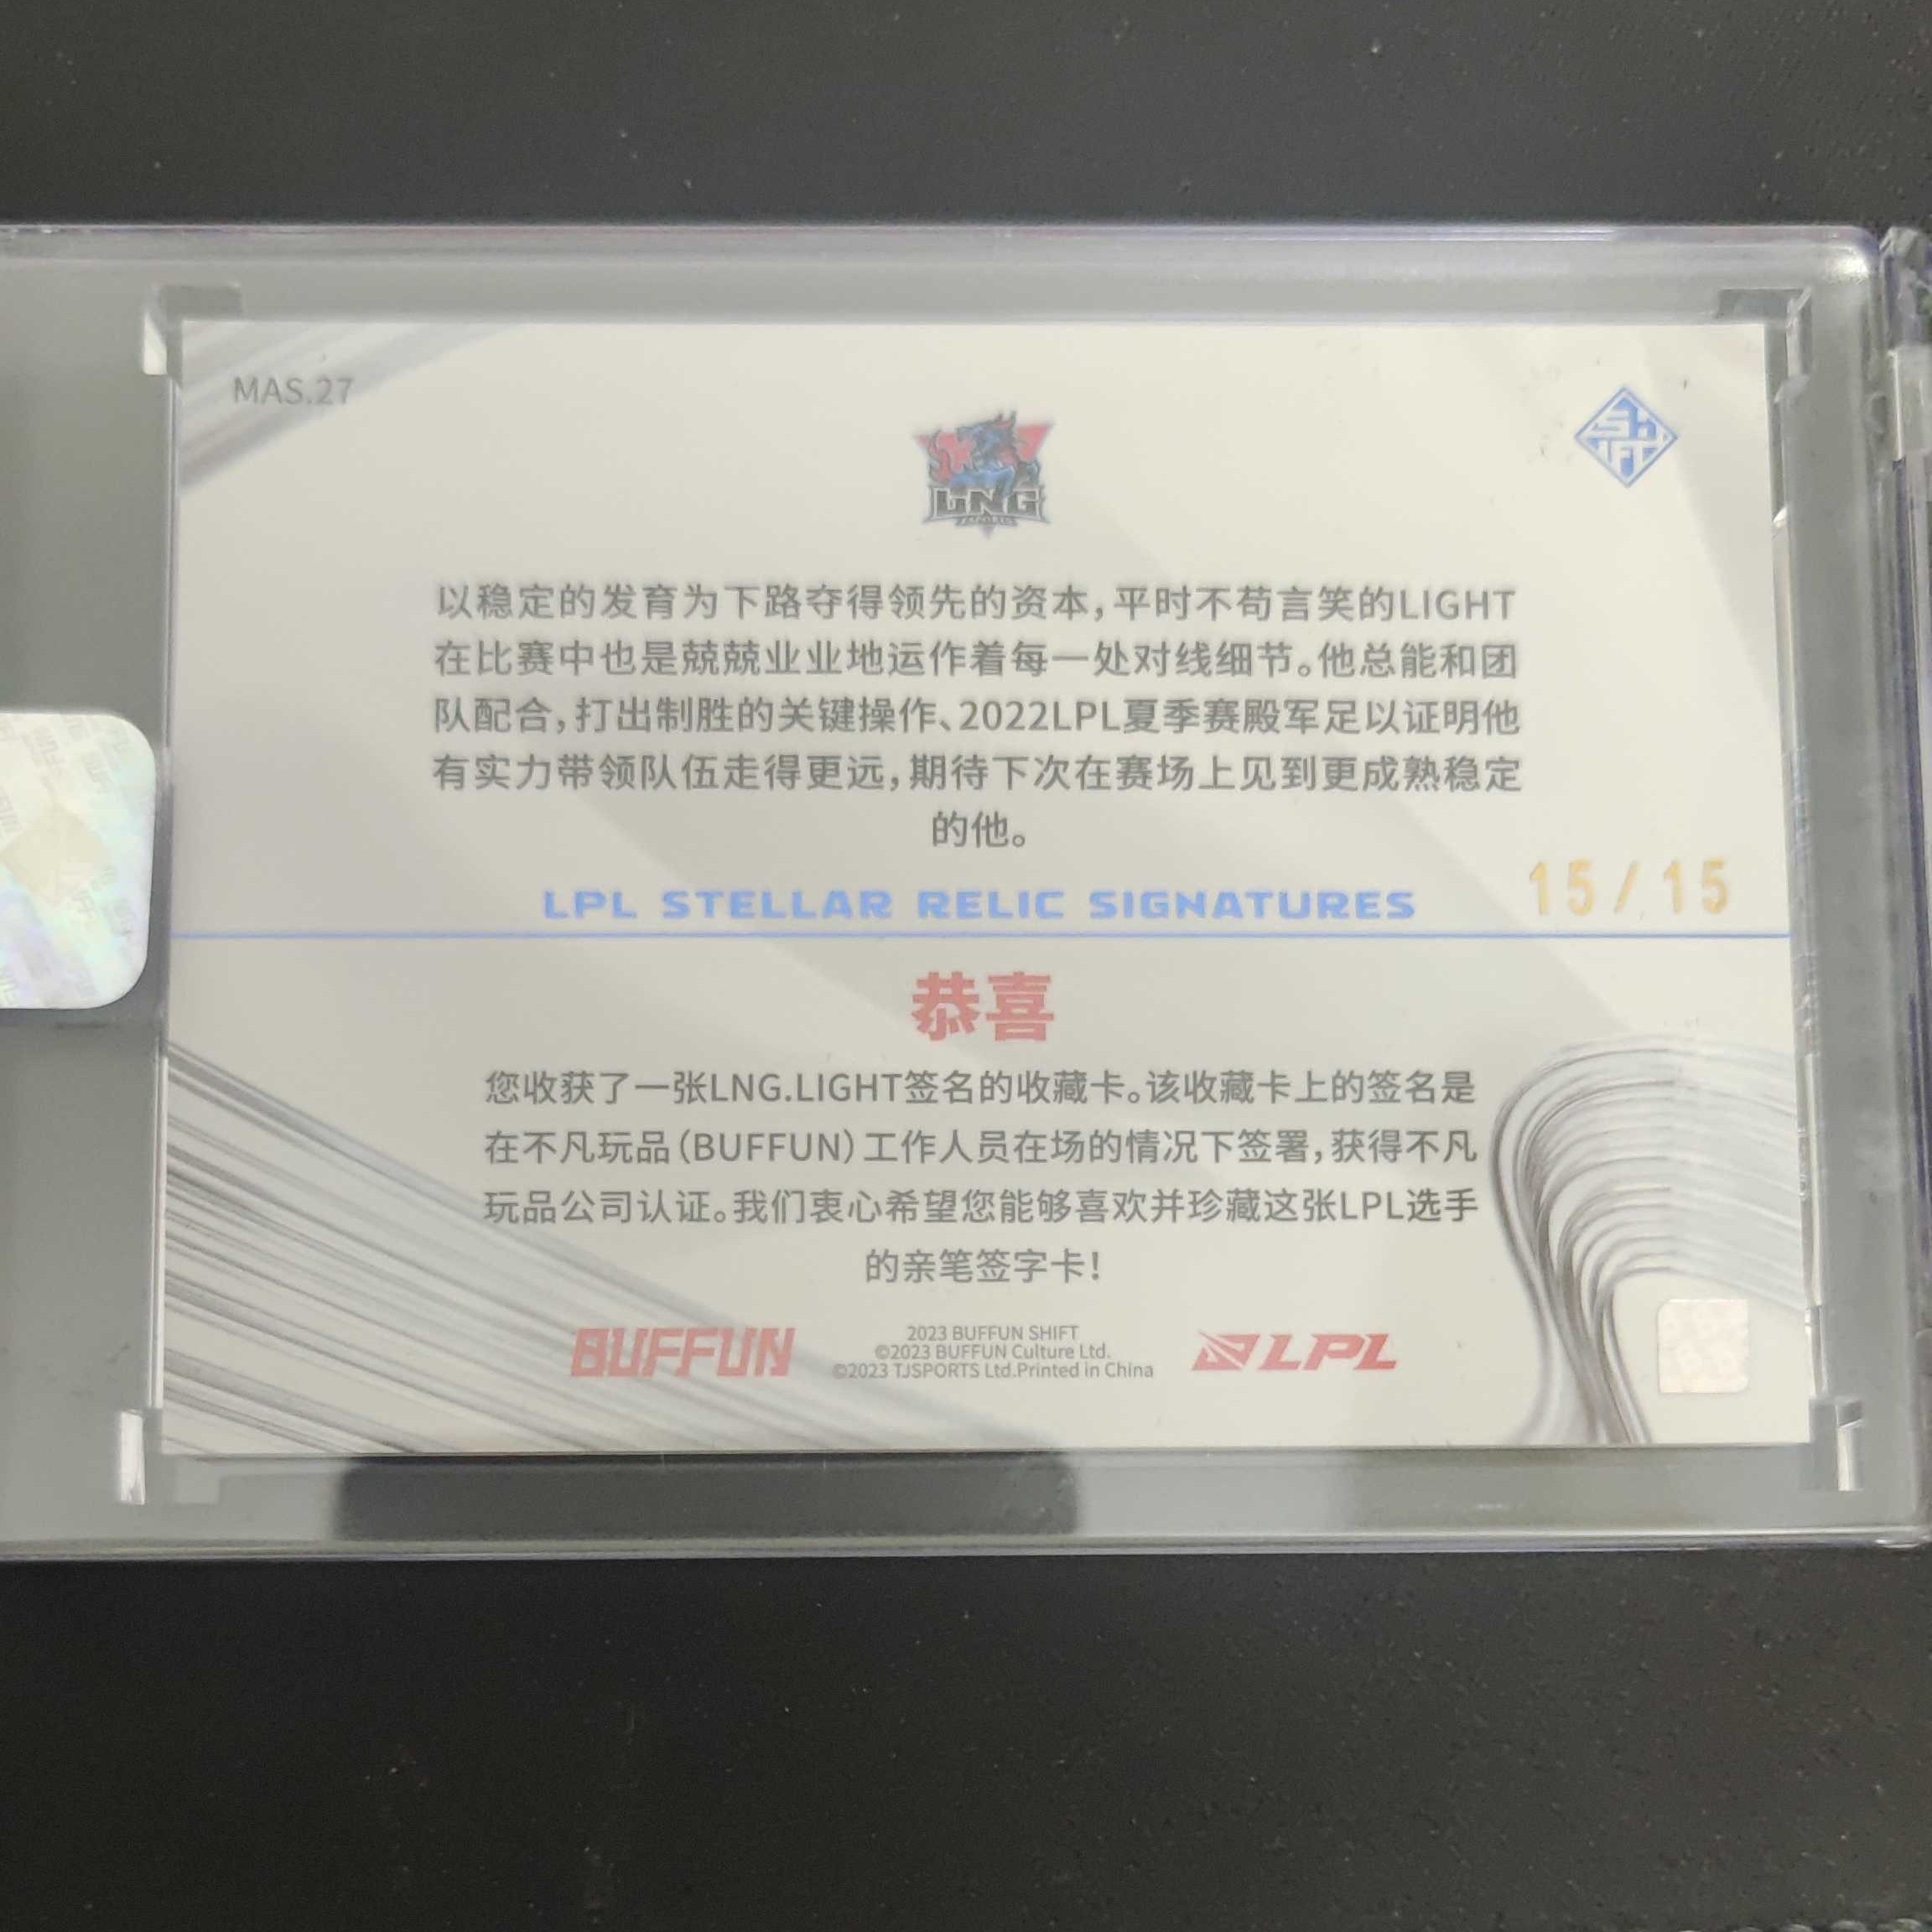 MAS.27
SHIFT
LNG
ESPORTS
以稳定的发育为下路夺得领先的资本，平时不苟言笑的LIGHT
在比赛中也是兢兢业业地运作着每一处对线细节。他总能和团
队配合，打出制胜的关键操作、2022LPL夏季赛殿军足以证明他
有实力带领队伍走得更远，期待下次在赛场上见到更成熟稳定
的他。
15/15
LPL STELLAR RELIC SIGNATURES
恭喜
您收获了一张LNG.LIGHT签名的收藏卡。该收藏卡上的签名是
在不凡玩品（BUFFUN）工作人员在场的情况下签署，获得不凡
玩品公司认证。我们衷心希望您能够喜欢并珍藏这张LPL选手
的亲笔签字卡！
BUFFUN
2023 BUFFUN SHIFT
©2023 BUFFUN Culture Ltd.
©2023 TJSPORTS Ltd.Printed in China
LPL